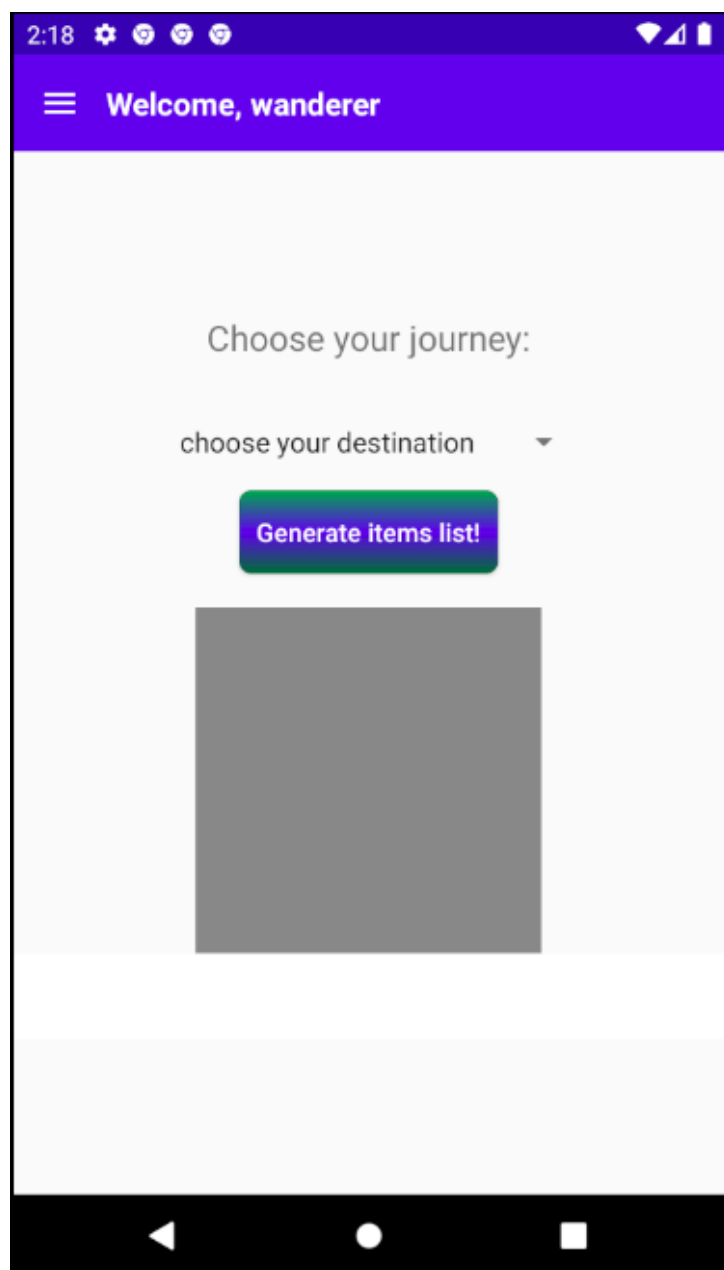 2:18
Welcome, wanderer
Choose your journey:
choose your destination
Generate items list!